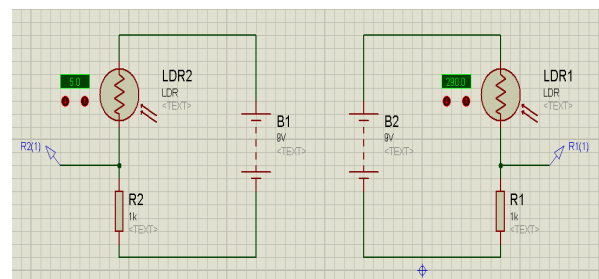 5.0
LDR2
LDR
<TEXT>
B1
9V
<TEXT>
R2(1)
R2
1k
<TEXT>
290.0
LDR1
LDR
<TEXT>
B2
9V
<TEXT>
R1(1)
R1
1k
<TEXT>